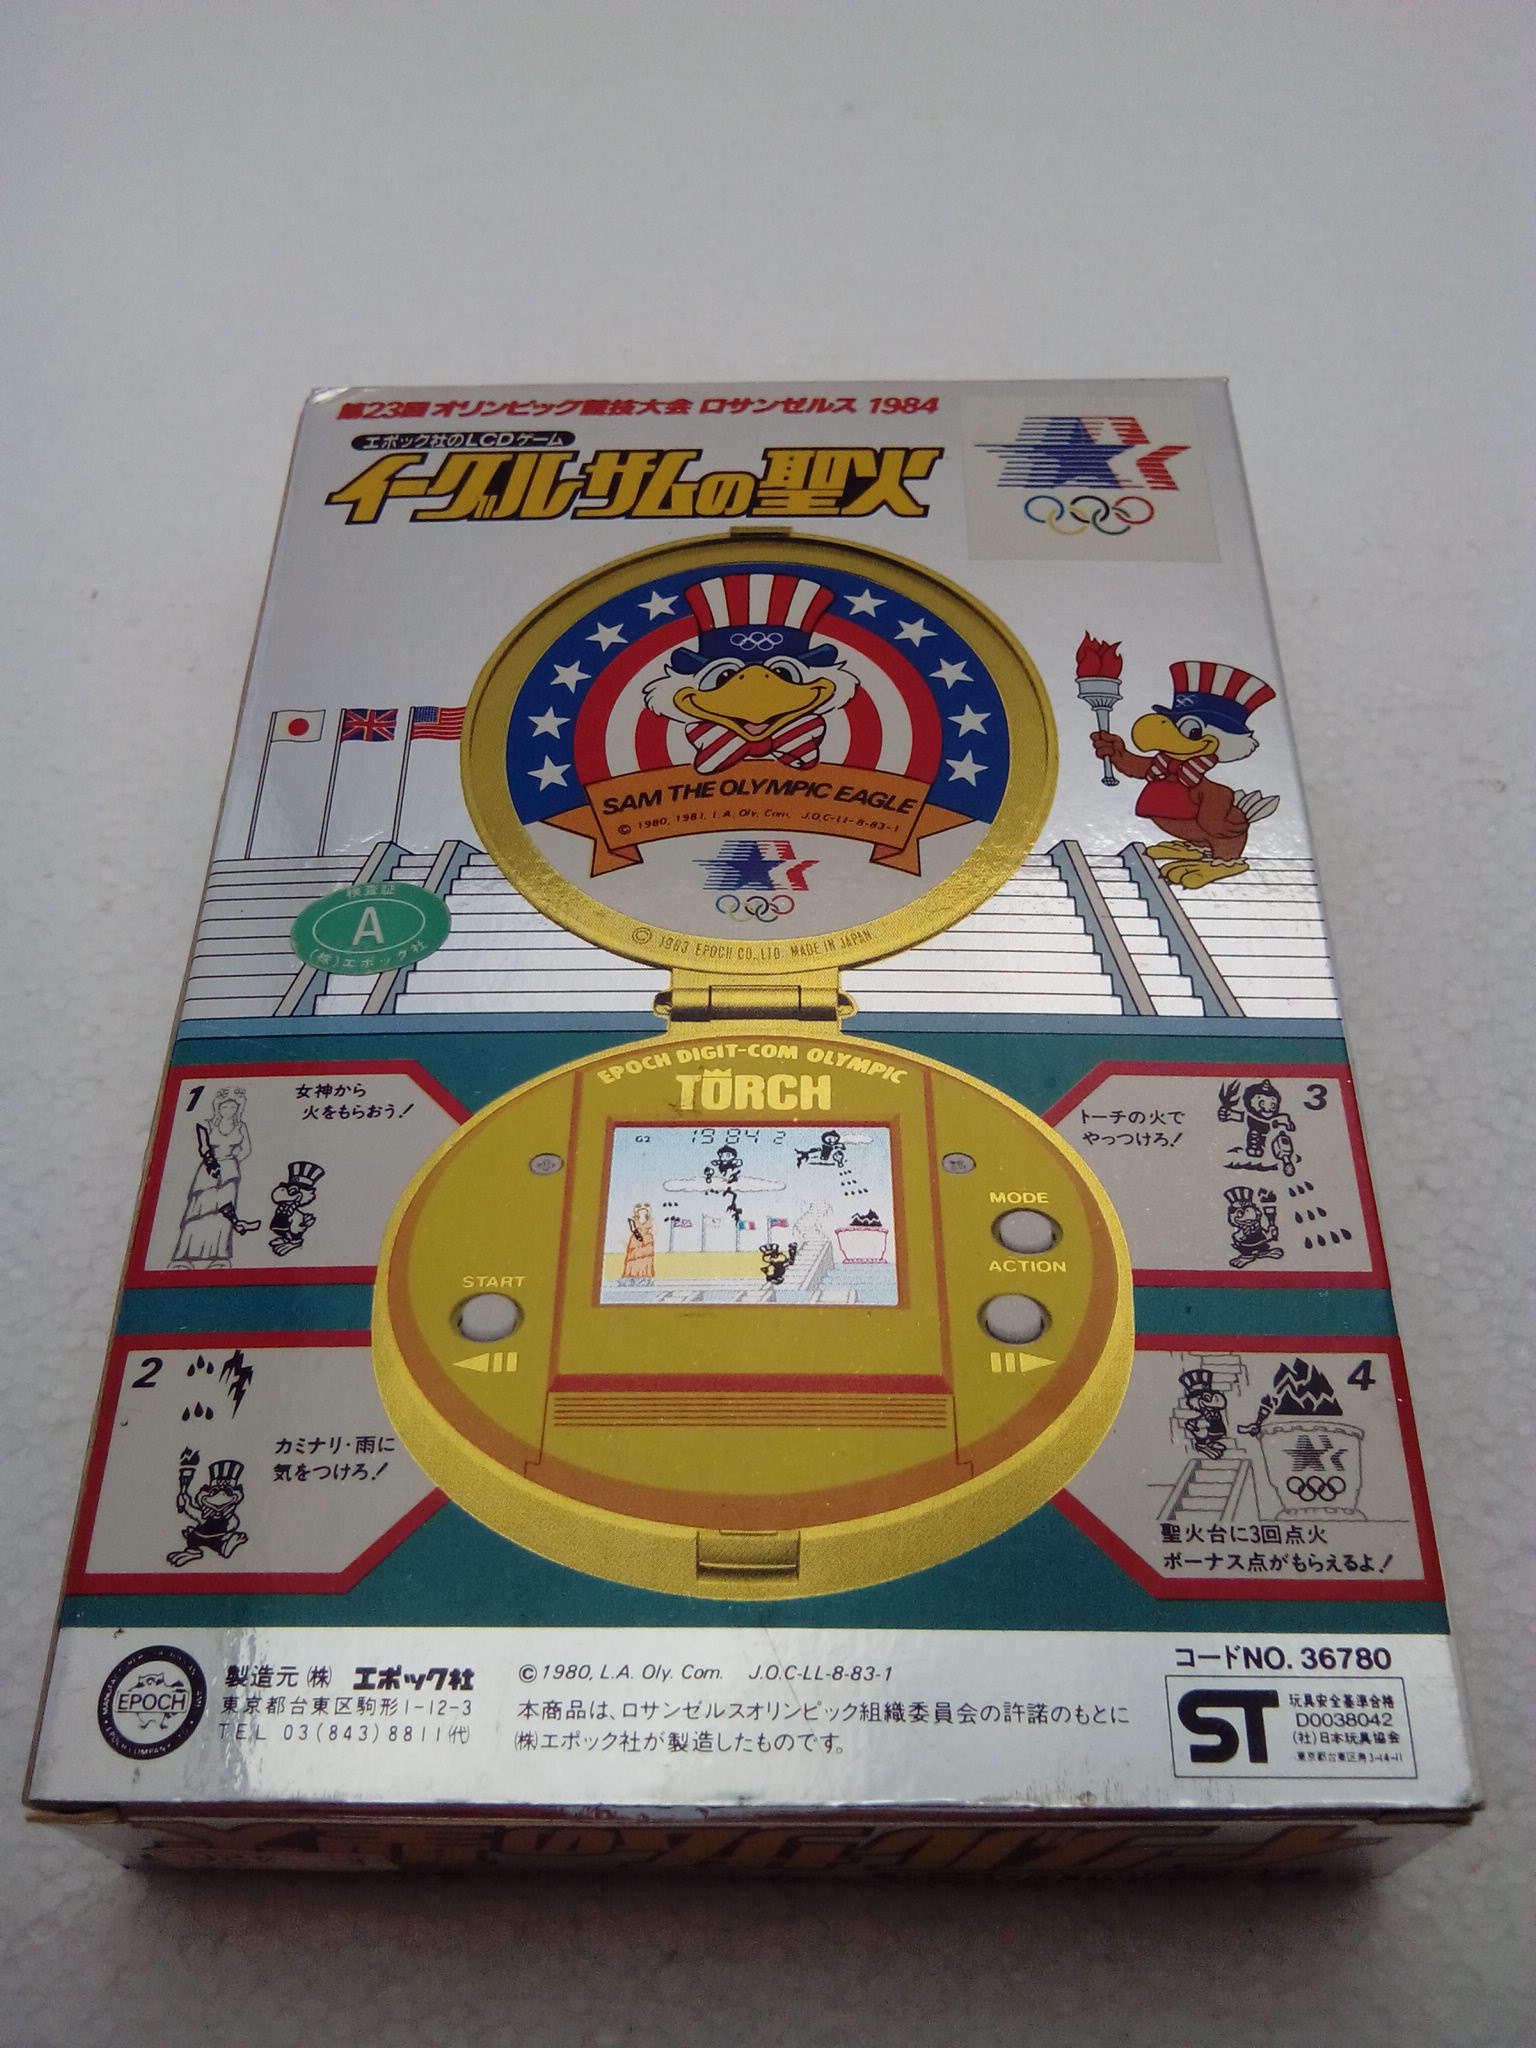 第23回オリンピック競技大会 ロサンゼルス 1984
エポック社のLCDゲーム
イーグルサムの聖火
SAM THE OLYMPIC EAGLE
© 1980, 1981, L.A. Oly. Com. J.O.C-LL-8-83-1
検査証
A
(株)エポック社
© 1983 EPOCH CO., LTD. MADE IN JAPAN
EPOCH DIGIT-COM OLYMPIC
TORCH
G2 1984 2
MODE
ACTION
START
1
女神から
火をもらおう!
2
カミナリ・雨に
気をつけろ!
3
トーチの火で
やっつけろ!
4
聖火台に3回点火
ボーナス点がもらえるよ!
EPOCH
製造元(株) エポック社
東京都台東区駒形1-12-3
TEL 03(843)8811(代)
©1980, L.A. Oly. Com. J.O.C-LL-8-83-1
本商品は、ロサンゼルスオリンピック組織委員会の許諾のもとに
(株)エポック社が製造したものです。
コードNO. 36780
ST
玩具安全基準合格
D0038042
(社)日本玩具協会